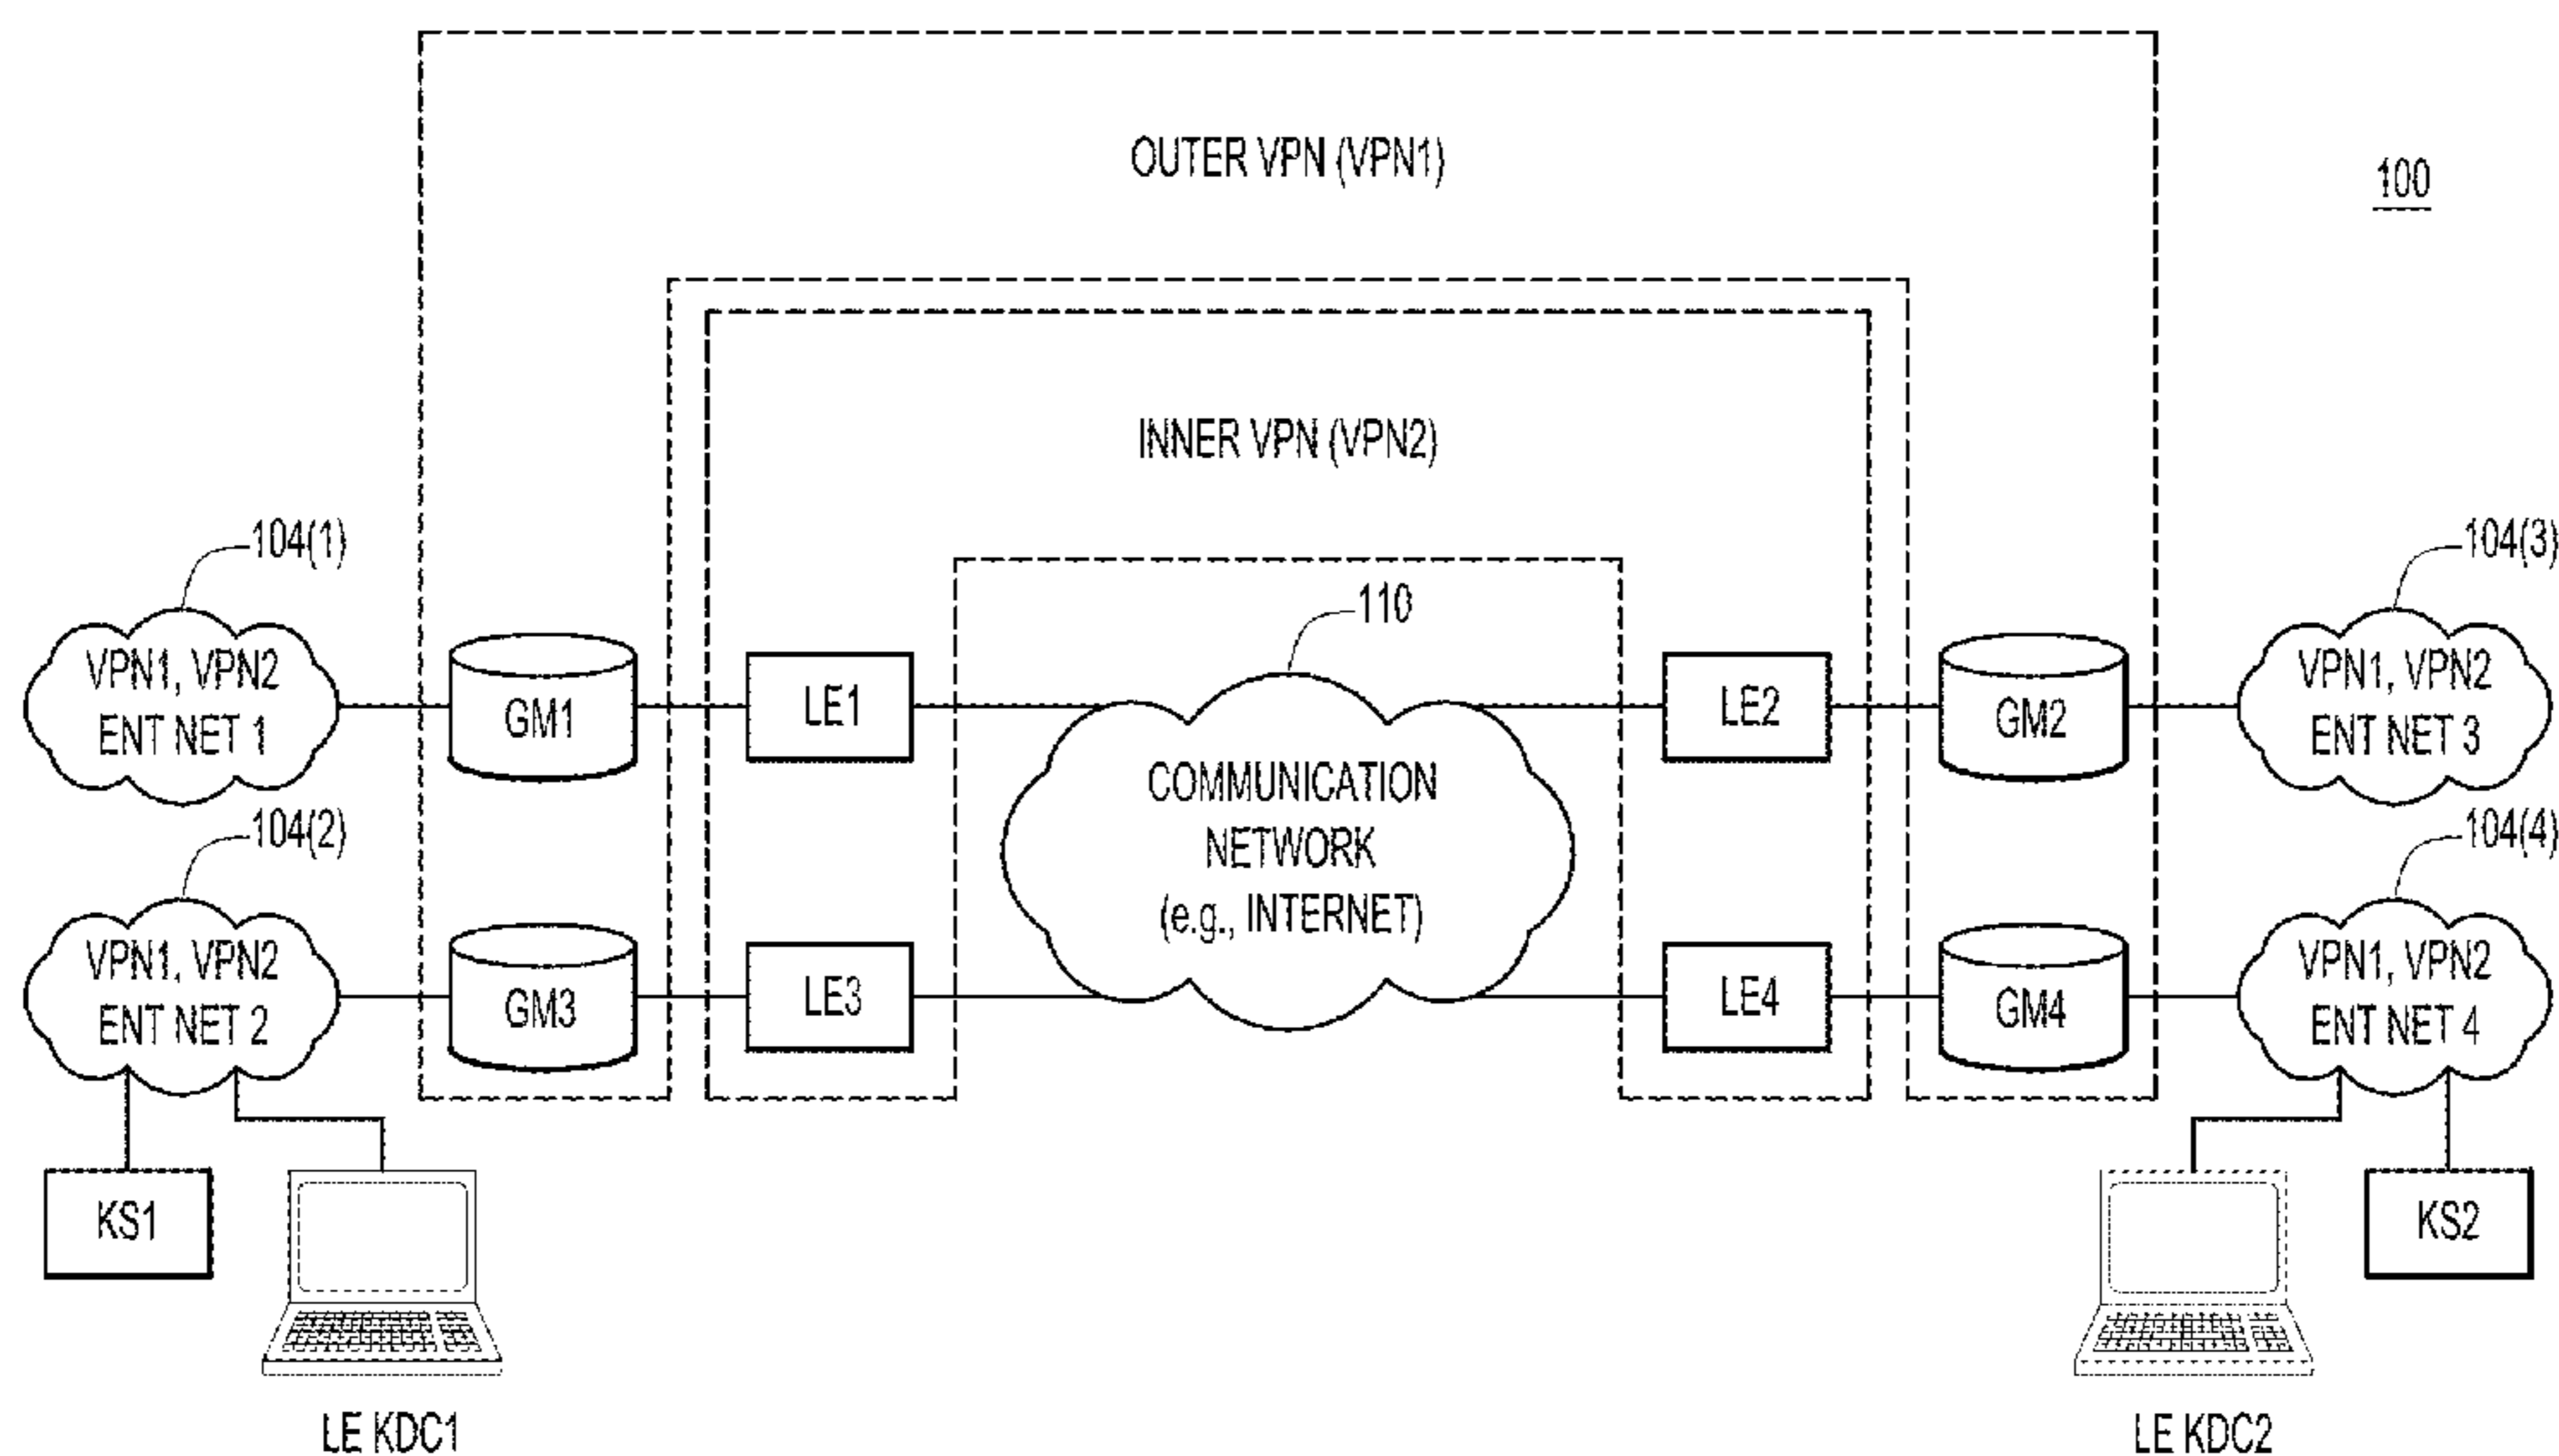 OUTER VPN (VPN1)
100
INNER VPN (VPN2)
104(1)
104(3)
110
VPN1, VPN2
ENT NET 1
GM1
LE1
LE2
GM2
VPN1, VPN2
ENT NET 3
COMMUNICATION
NETWORK
(e.g., INTERNET)
104(2)
104(4)
VPN1, VPN2
ENT NET 2
GM3
LE3
LE4
GM4
VPN1, VPN2
ENT NET 4
KS1
KS2
LE KDC1
LE KDC2